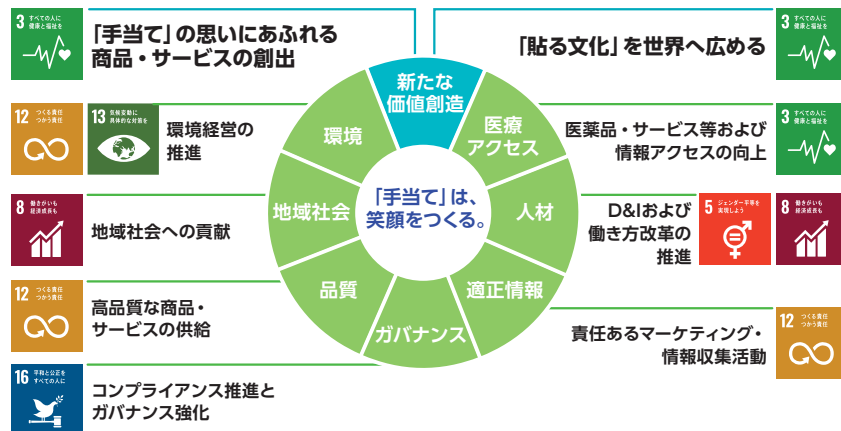 3 すべての人に
健康と福祉を
「手当て」の思いにあふれる
商品・サービスの創出
「貼る文化」を世界へ広める
3 すべての人に
健康と福祉を
12 つくる責任
つかう責任
13 気候変動に
具体的な対策を
環境経営の
推進
8 働きがいも
経済成長も
地域社会への貢献
12 つくる責任
つかう責任
高品質な商品・
サービスの供給
16 平和と公正を
すべての人に
コンプライアンス推進と
ガバナンス強化
新たな
価値創造
医療
アクセス
人材
適正情報
ガバナンス
品質
地域社会
環境
「手当て」は、
笑顔をつくる。
医薬品・サービス等および
情報アクセスの向上
3 すべての人に
健康と福祉を
D&Iおよび
働き方改革の
推進
5 ジェンダー平等を
実現しよう
8 働きがいも
経済成長も
責任あるマーケティング・
情報収集活動
12 つくる責任
つかう責任